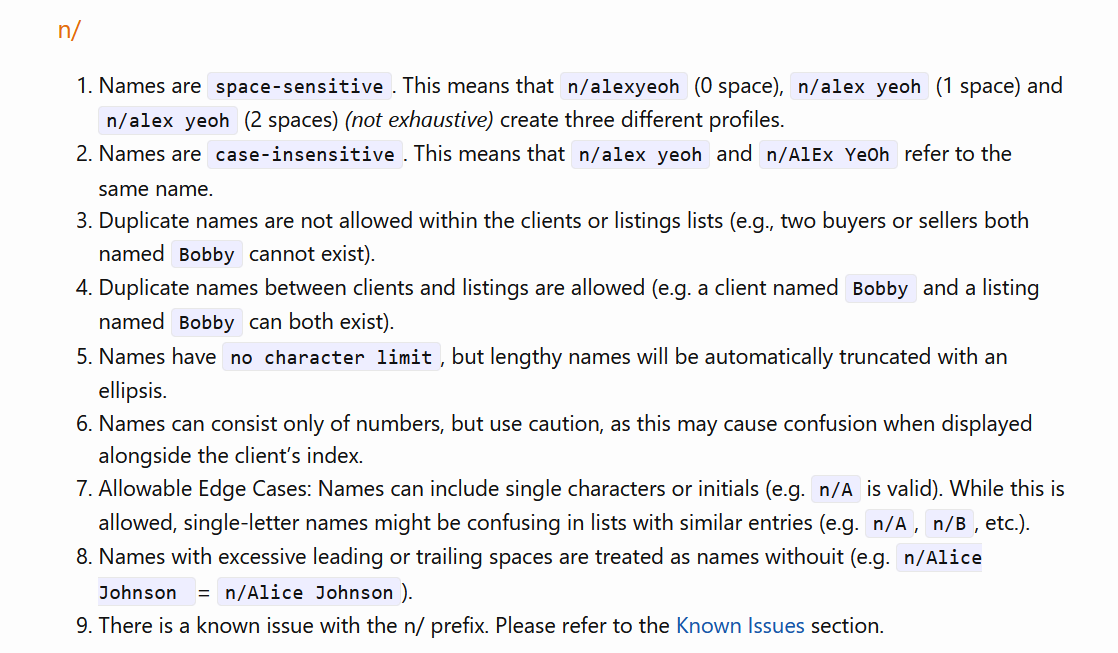 n/
1. Names are space-sensitive. This means that n/alexyeoh (0 space), n/alex yeoh (1 space) and
n/alex yeoh (2 spaces) (not exhaustive) create three different profiles.
2. Names are case-insensitive. This means that n/alex yeoh and n/AlEx YeOh refer to the
same name.
3. Duplicate names are not allowed within the clients or listings lists (e.g., two buyers or sellers both
named Bobby cannot exist).
4. Duplicate names between clients and listings are allowed (e.g. a client named Bobby and a listing
named Bobby can both exist).
5. Names have no character limit, but lengthy names will be automatically truncated with an
ellipsis.
6. Names can consist only of numbers, but use caution, as this may cause confusion when displayed
alongside the client’s index.
7. Allowable Edge Cases: Names can include single characters or initials (e.g. n/A is valid). While this is
allowed, single-letter names might be confusing in lists with similar entries (e.g. n/A, n/B, etc.).
8. Names with excessive leading or trailing spaces are treated as names withouit (e.g. n/Alice
Johnson = n/Alice Johnson).
9. There is a known issue with the n/ prefix. Please refer to the Known Issues section.